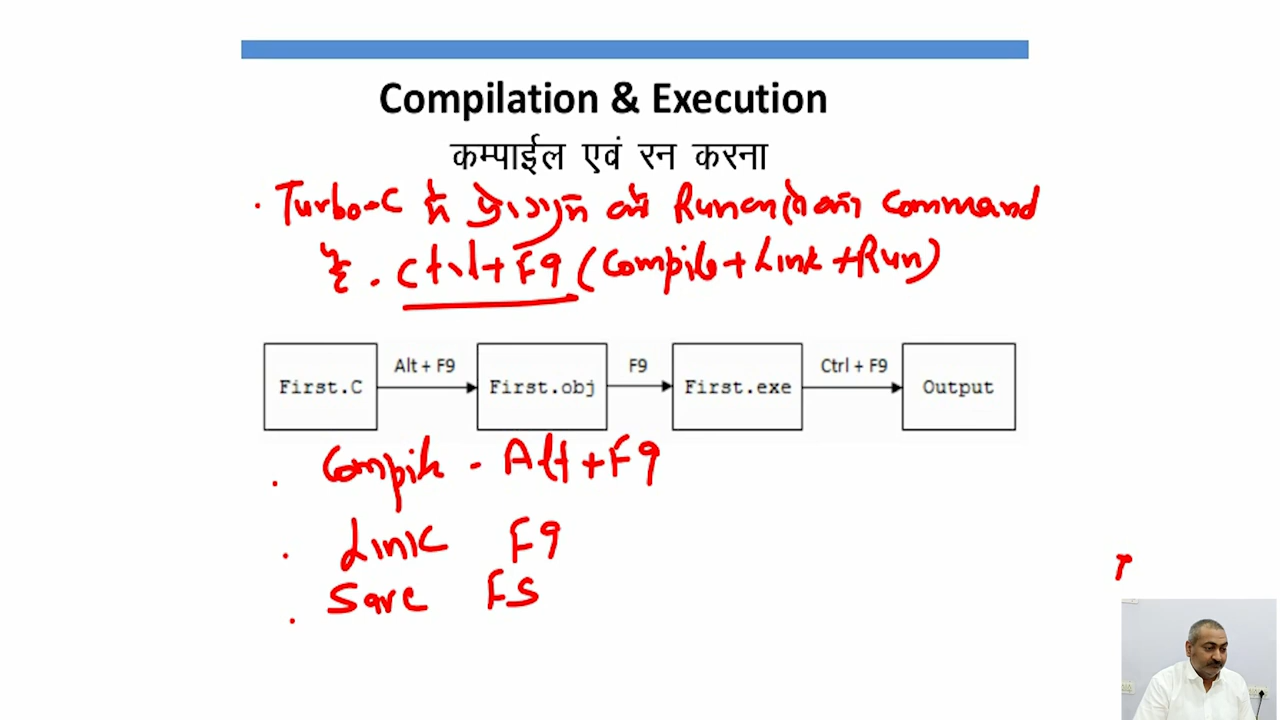 Compilation & Execution
कम्पाईल एवं रन करना
Turbo-C में प्रोग्राम को Run करने का Command
है. Ctrl+F9 (Compile+Link+Run)
Alt + F9 F9 Ctrl + F9
First.C First.obj First.exe Output
Compile - Alt+F9
Link F9
Save F5